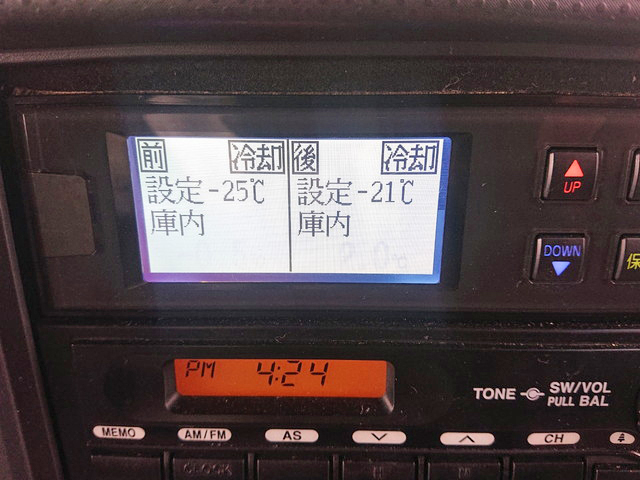 前 冷却 後 冷却
設定 -25℃ 設定 -21℃
庫内 庫内
UP
DOWN
保
PM 4:24
TONE SW/VOL
PULL BAL
MEMO AM/FM AS CH
CLOCK